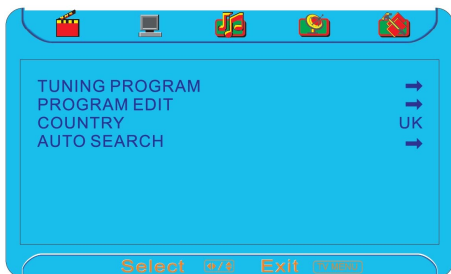 TUNING PROGRAM
PROGRAM EDIT
COUNTRY UK
AUTO SEARCH
Select Exit